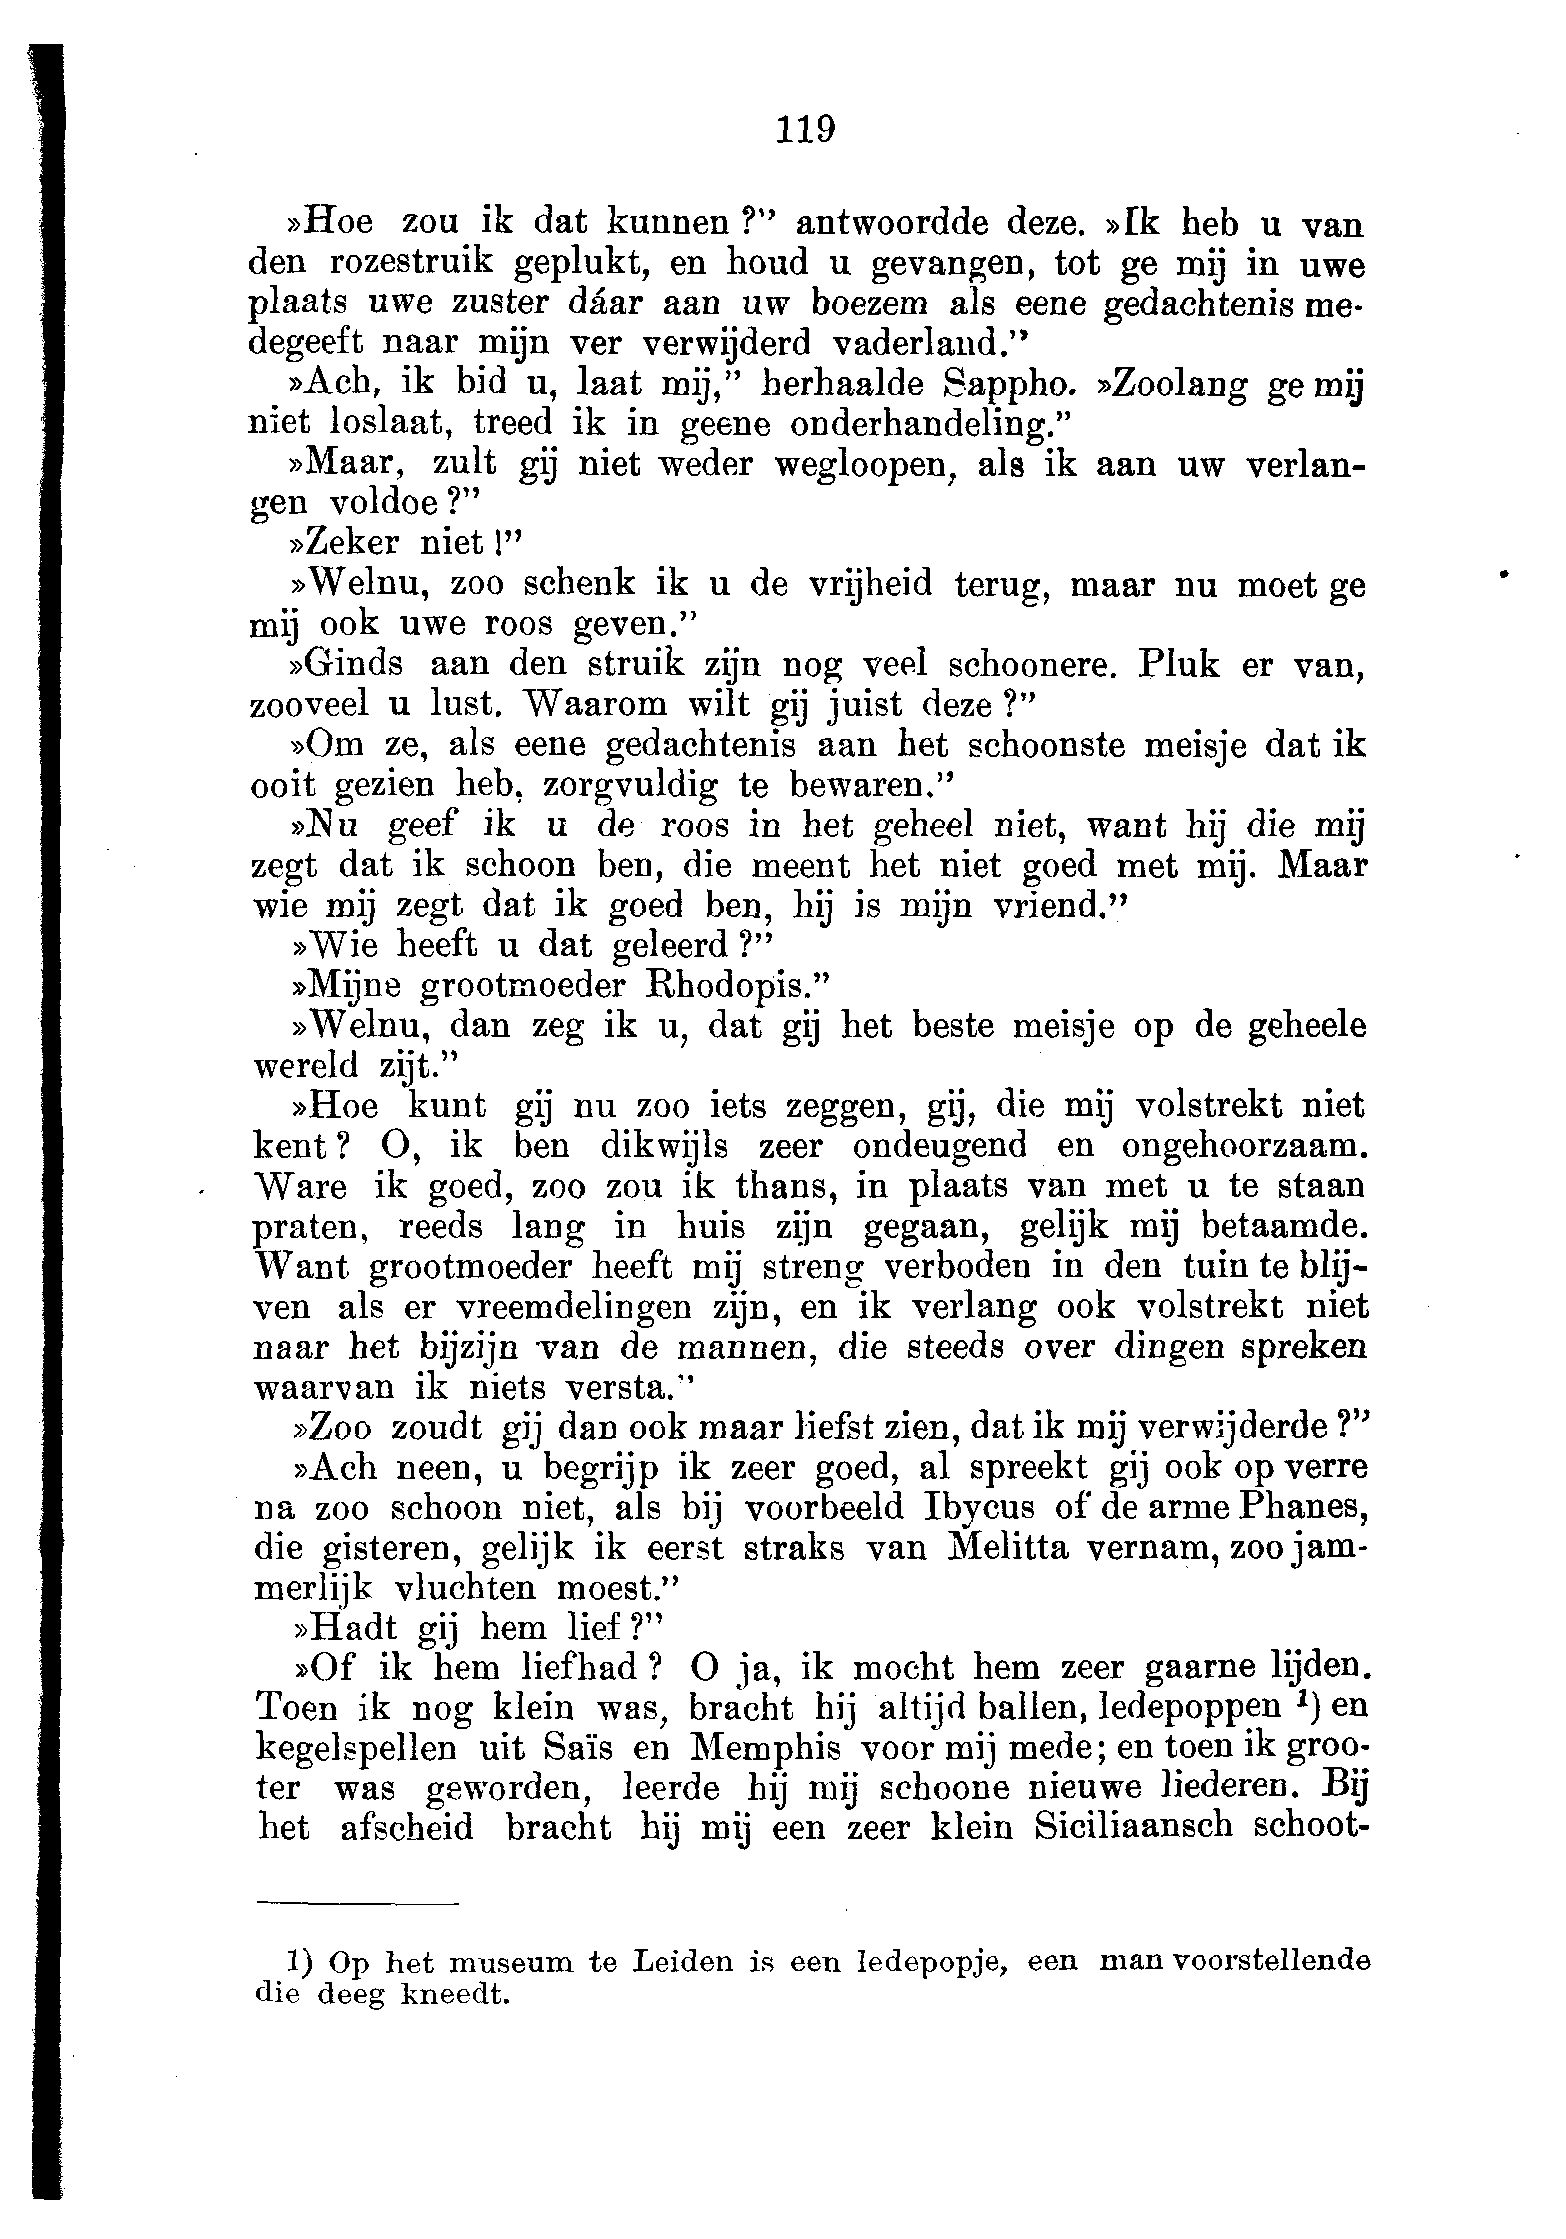 119
»Hoe zou ik dat kunnen?” antwoordde deze. »Ik heb u van
den rozestruik geplukt, en houd u gevangen, tot ge mij in uwe
plaats uwe zuster dáar aan uw boezem als eene gedachtenis me-
degeeft naar mijn ver verwijderd vaderland.”
»Ach, ik bid u, laat mij,” herhaalde Sappho. »Zoolang ge mij
niet loslaat, treed ik in geene onderhandeling.”
»Maar, zult gij niet weder wegloopen, als ik aan uw verlan-
gen voldoe?”
»Zeker niet!”
»Welnu, zoo schenk ik u de vrijheid terug, maar nu moet ge
mij ook uwe roos geven.”
»Ginds aan den struik zijn nog veel schoonere. Pluk er van,
zooveel u lust. Waarom wilt gij juist deze?”
»Om ze, als eene gedachtenis aan het schoonste meisje dat ik
ooit gezien heb, zorgvuldig te bewaren.”
»Nu geef ik u de roos in het geheel niet, want hij die mij
zegt dat ik schoon ben, die meent het niet goed met mij. Maar
wie mij zegt dat ik goed ben, hij is mijn vriend.”
»Wie heeft u dat geleerd?”
»Mijne grootmoeder Rhodopis.”
»Welnu, dan zeg ik u, dat gij het beste meisje op de geheele
wereld zijt.”
»Hoe kunt gij nu zoo iets zeggen, gij, die mij volstrekt niet
kent? O, ik ben dikwijls zeer ondeugend en ongehoorzaam.
Ware ik goed, zoo zou ik thans, in plaats van met u te staan
praten, reeds lang in huis zijn gegaan, gelijk mij betaamde.
Want grootmoeder heeft mij streng verboden in den tuin te blij-
ven als er vreemdelingen zijn, en ik verlang ook volstrekt niet
naar het bijzijn van de mannen, die steeds over dingen spreken
waarvan ik niets versta.”
»Zoo zoudt gij dan ook maar liefst zien, dat ik mij verwijderde?”
»Ach neen, u begrijp ik zeer goed, al spreekt gij ook op verre
na zoo schoon niet, als bij voorbeeld Ibycus of de arme Phanes,
die gisteren, gelijk ik eerst straks van Melitta vernam, zoo jam-
merlijk vluchten moest.”
»Hadt gij hem lief?”
»Of ik hem liefhad? O ja, ik mocht hem zeer gaarne lijden.
Toen ik nog klein was, bracht hij altijd ballen, ledepoppen ¹) en
kegelspellen uit Saïs en Memphis voor mij mede; en toen ik groo-
ter was geworden, leerde hij mij schoone nieuwe liederen. Bij
het afscheid bracht hij mij een zeer klein Siciliaansch schoot-
1) Op het museum te Leiden is een ledepopje, een man voorstellende
die deeg kneedt.